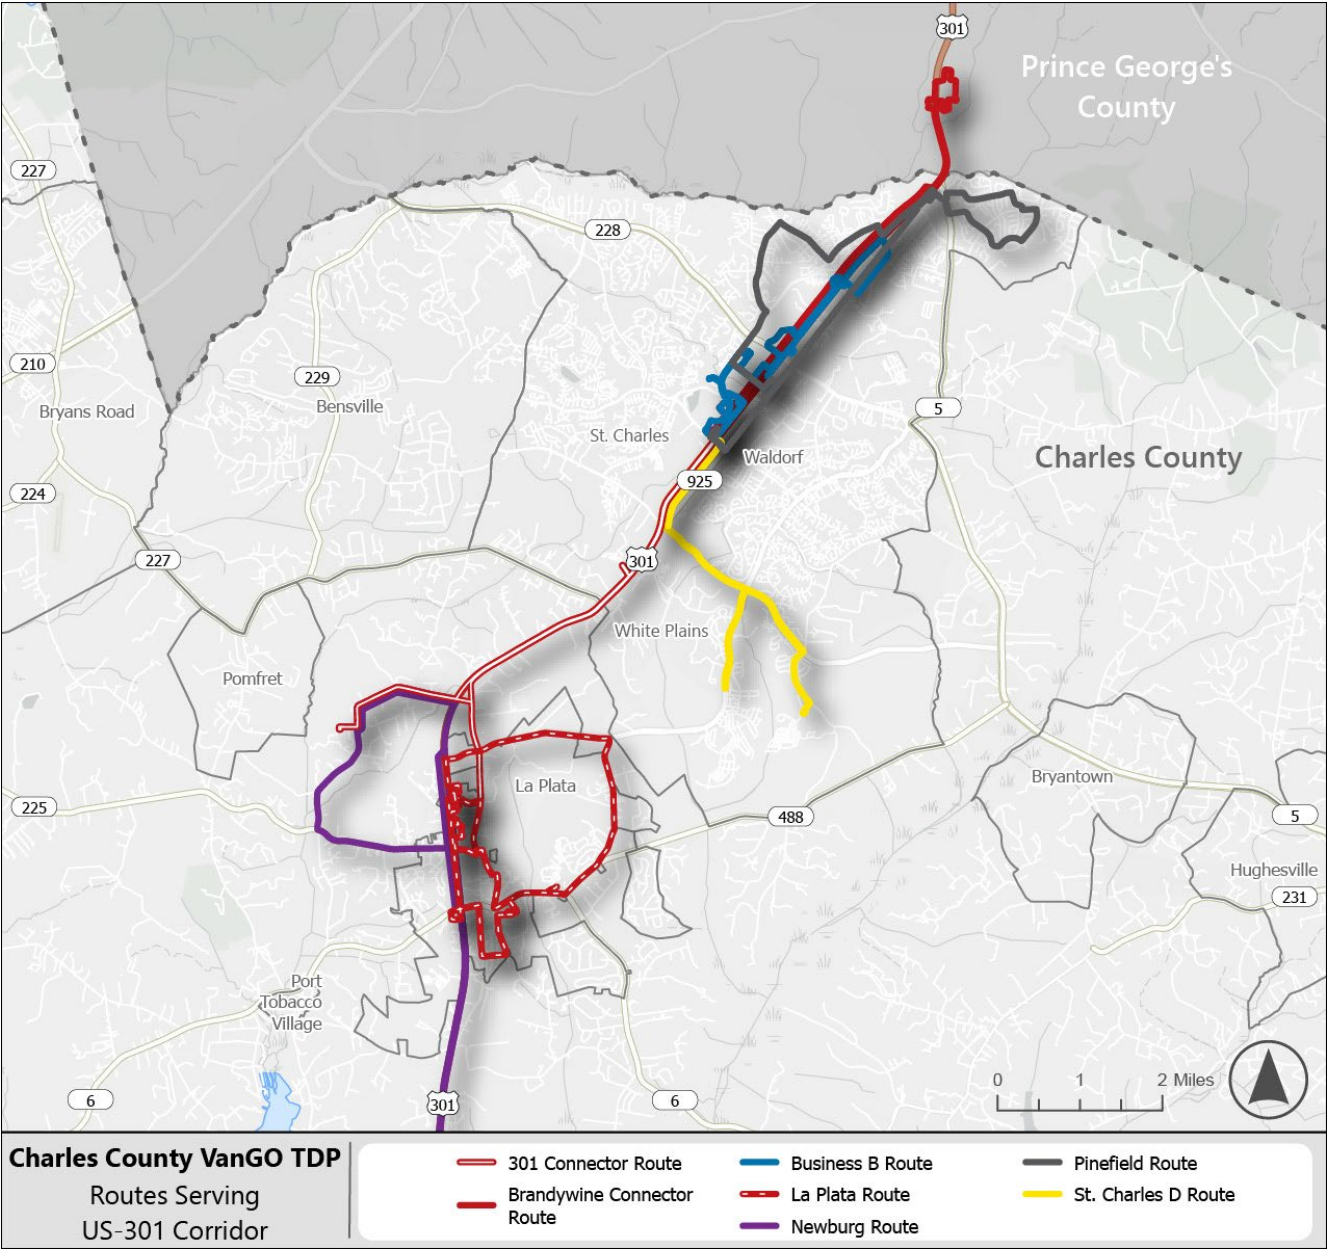 301
Prince George's
County
227
228
210
229
Bryans Road
Bensville
5
St. Charles
Waldorf
Charles County
925
224
227
301
White Plains
Pomfret
La Plata
Bryantown
225
488
5
Hughesville
231
Port
Tobacco
Village
0 1 2 Miles
6
301
6
Charles County VanGO TDP
Routes Serving
US-301 Corridor
301 Connector Route
Brandywine Connector
Route
Business B Route
La Plata Route
Newburg Route
Pinefield Route
St. Charles D Route